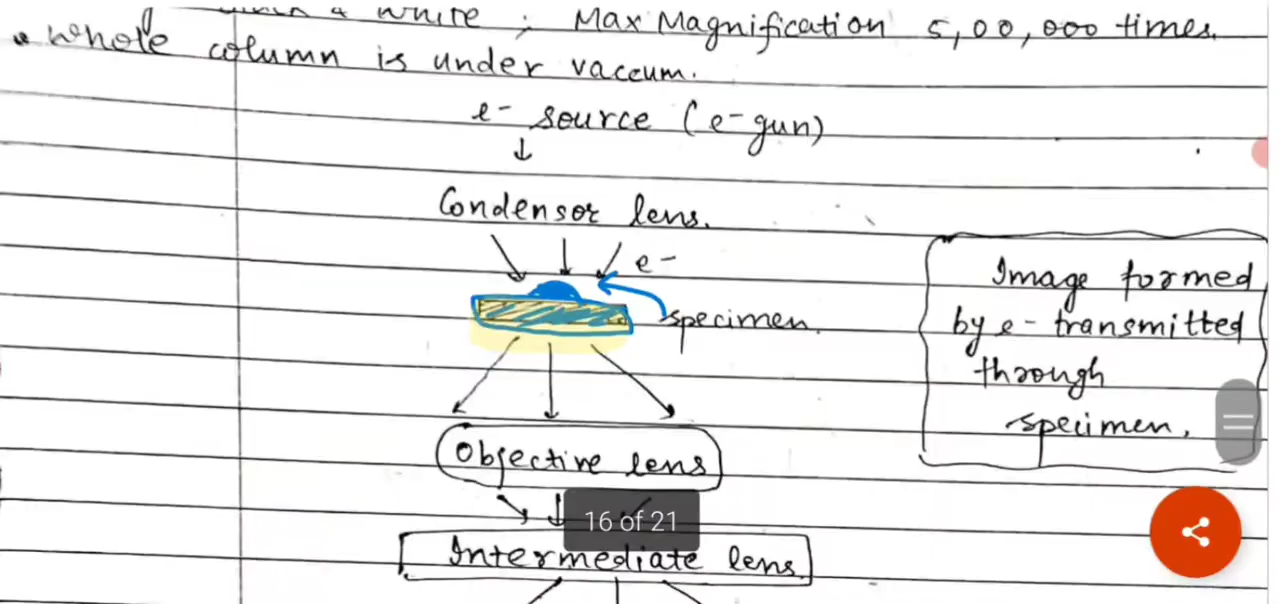 white ; Max Magnification 5,00,000 times.
• whole column is under vaccum.
e- source (e- gun)
↓
Condensor lens.
e-
specimen.
Image formed
by e- transmitted
through
specimen.
Objective lens
16 of 21
Intermediate lens.